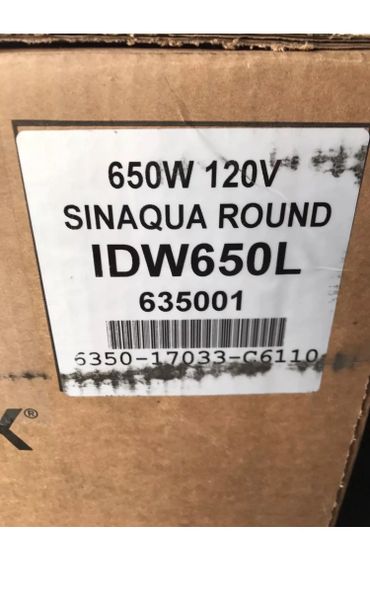 650W 120V
SINAQUA ROUND
IDW650L
635001
6350-17033-C6110
X®